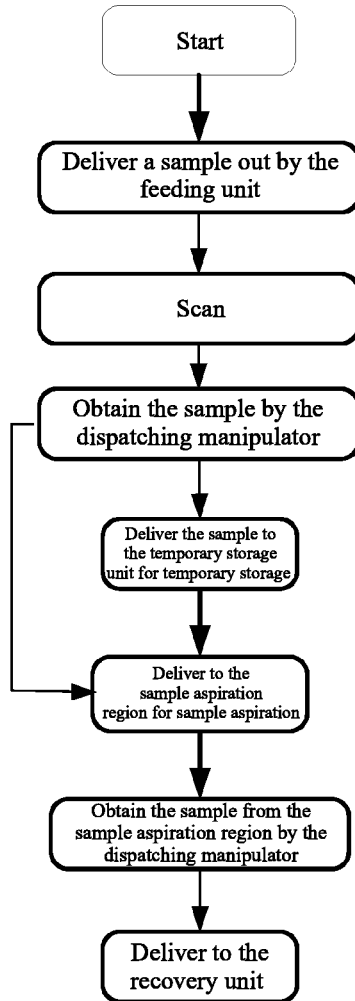 Start
Deliver a sample out by the
feeding unit
Scan
Obtain the sample by the
dispatching manipulator
Deliver the sample to
the temporary storage
unit for temporary storage
Deliver to the
sample aspiration
region for sample aspiration
Obtain the sample from the
sample aspiration region by the
dispatching manipulator
Deliver to the
recovery unit